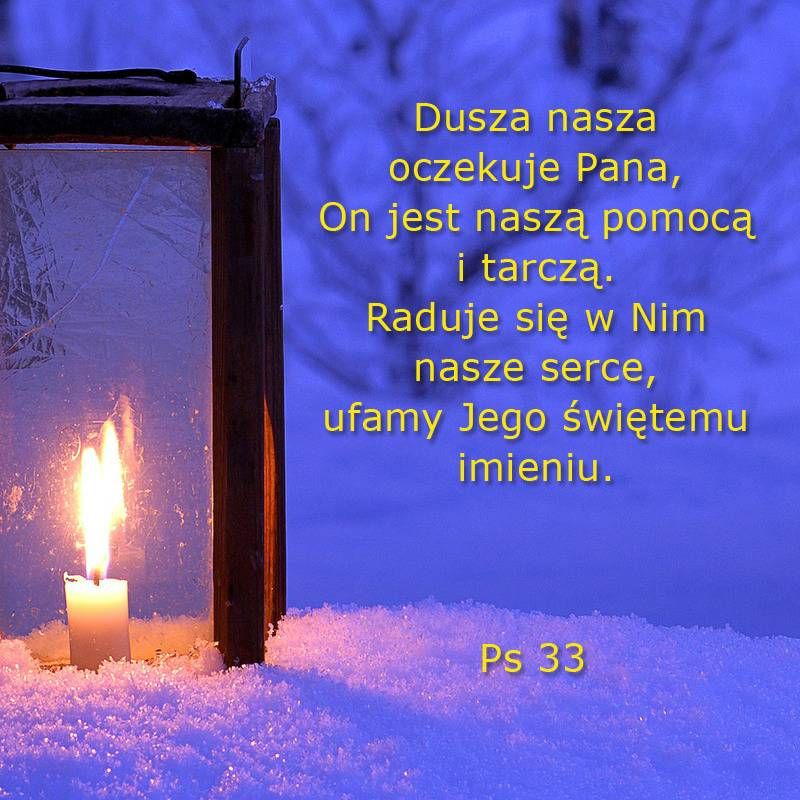 Dusza nasza
oczekuje Pana,
On jest naszą pomocą
i tarczą.
Raduje się w Nim
nasze serce,
ufamy Jego świętemu
imieniu.
Ps 33